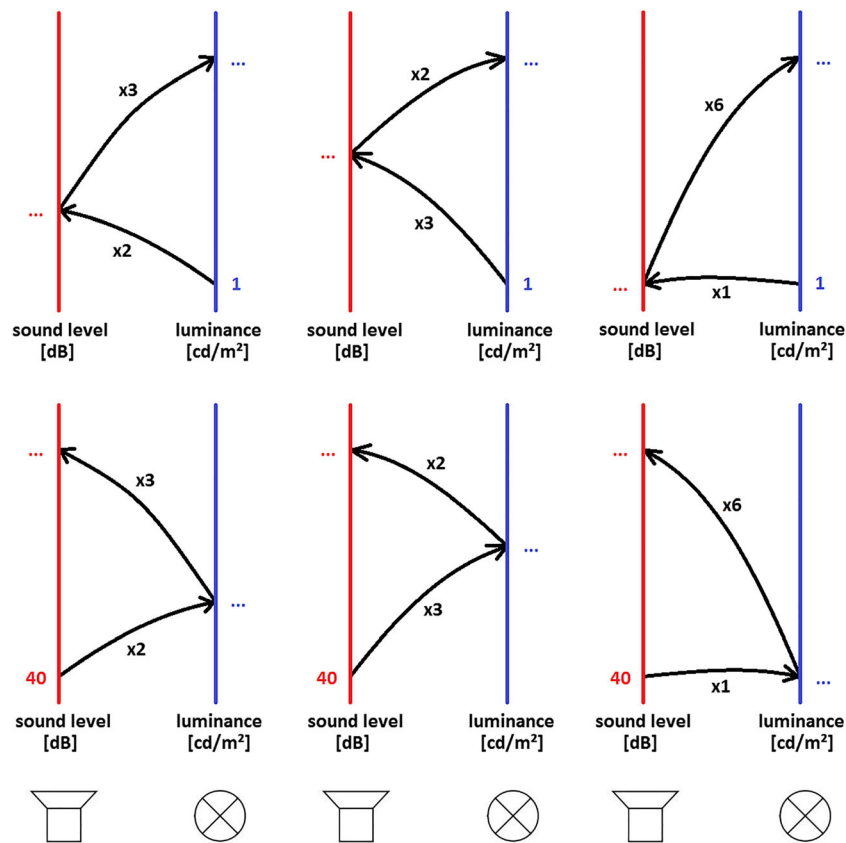 x3
...
x2
...
x6
...
...
x2
1
...
x3
...
x1
1
sound level
[dB]
luminance
[cd/m²]
sound level
[dB]
luminance
[cd/m²]
sound level
[dB]
luminance
[cd/m²]
...
x3
...
x2
40
...
x2
...
x3
40
...
x6
...
x1
40
sound level
[dB]
luminance
[cd/m²]
sound level
[dB]
luminance
[cd/m²]
sound level
[dB]
luminance
[cd/m²]